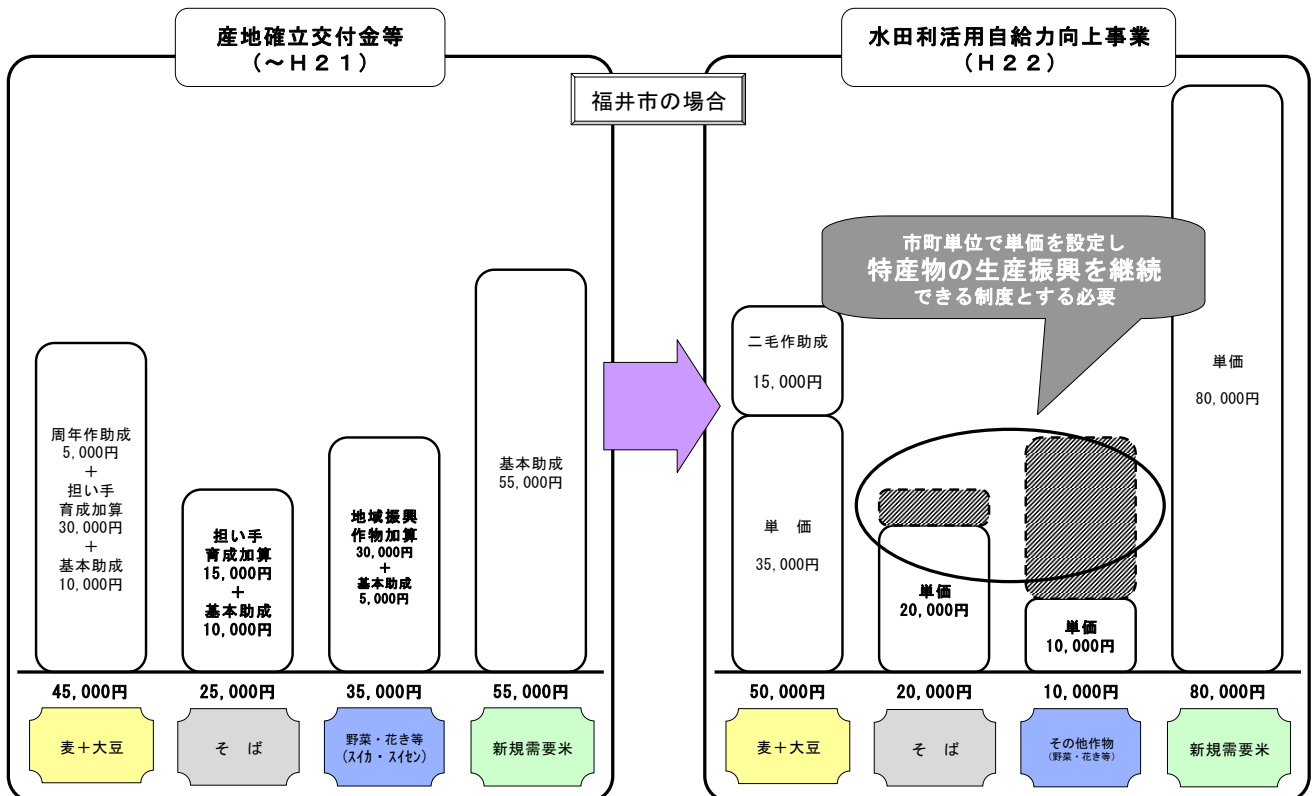 産地確立交付金等
（～Ｈ２１）
福井市の場合
水田利活用自給力向上事業
（Ｈ２２）
周年作助成
5,000円
＋
担い手
育成加算
30,000円
＋
基本助成
10,000円
担い手
育成加算
15,000円
＋
基本助成
10,000円
地域振興
作物加算
30,000円
＋
基本助成
5,000円
基本助成
55,000円
45,000円
25,000円
35,000円
55,000円
麦＋大豆
そ ば
野菜・花き等
（ｽｲｶ・ｽｲｾﾝ）
新規需要米
市町単位で単価を設定し
特産物の生産振興を継続
できる制度とする必要
二毛作助成
15,000円
単 価
35,000円
単価
20,000円
単価
10,000円
単価
80,000円
50,000円
20,000円
10,000円
80,000円
麦＋大豆
そ ば
その他作物
（野菜・花き等）
新規需要米